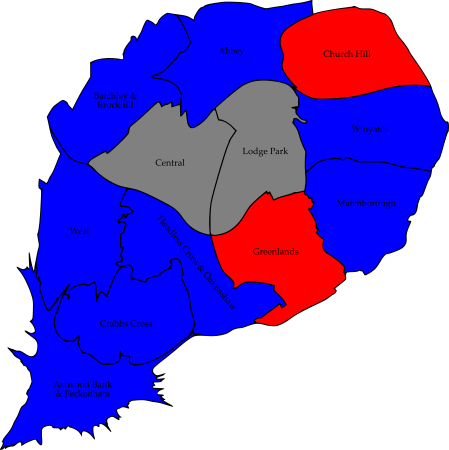 Church Hill
Abbey
Batchley &
Brockhill
Winyates
Lodge Park
Central
Matchborough
West
Headless Cross & Oakenshaw
Greenlands
Crabbs Cross
Astwood Bank
& Feckenham